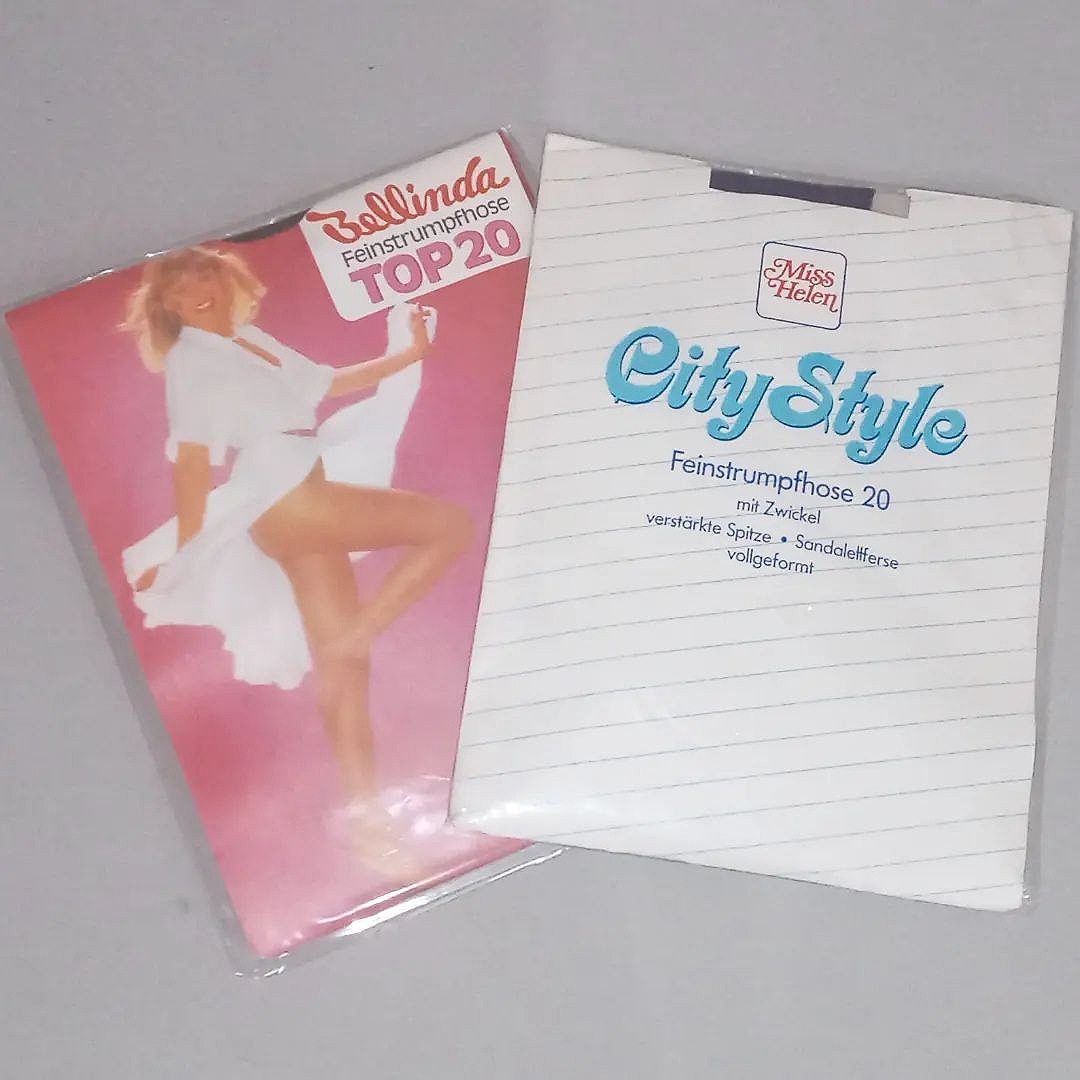 Bellinda
Feinstrumpfhose
TOP 20
Miss
Helen
City Style
Feinstrumpfhose 20
mit Zwickel
verstärkte Spitze • Sandalettferse
vollgeformt